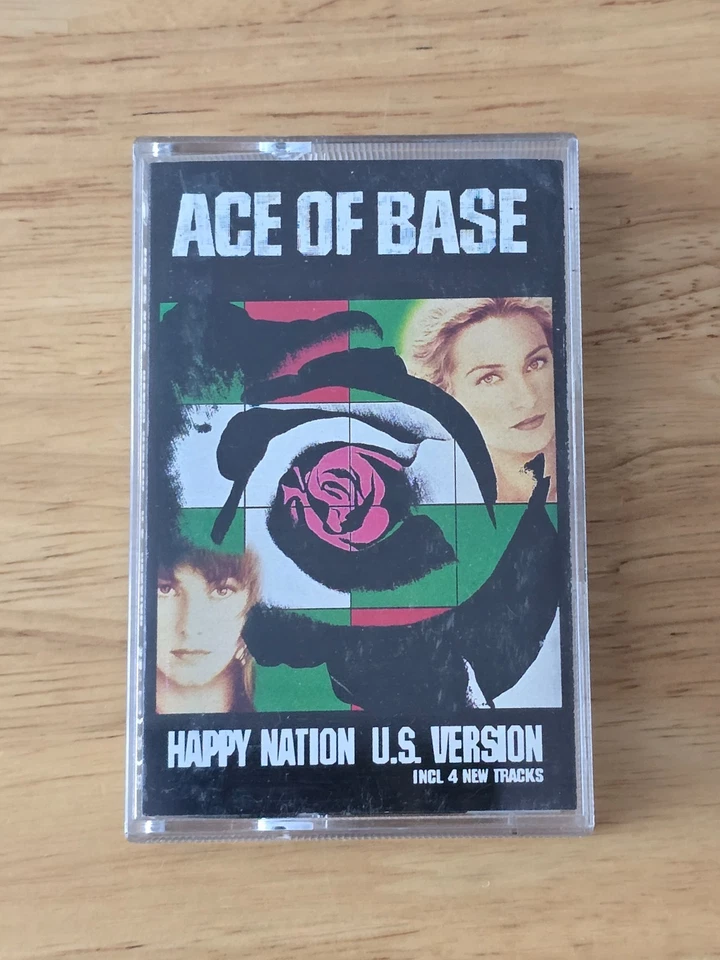 ACE OF BASE
HAPPY NATION U.S. VERSION
INCL 4 NEW TRACKS